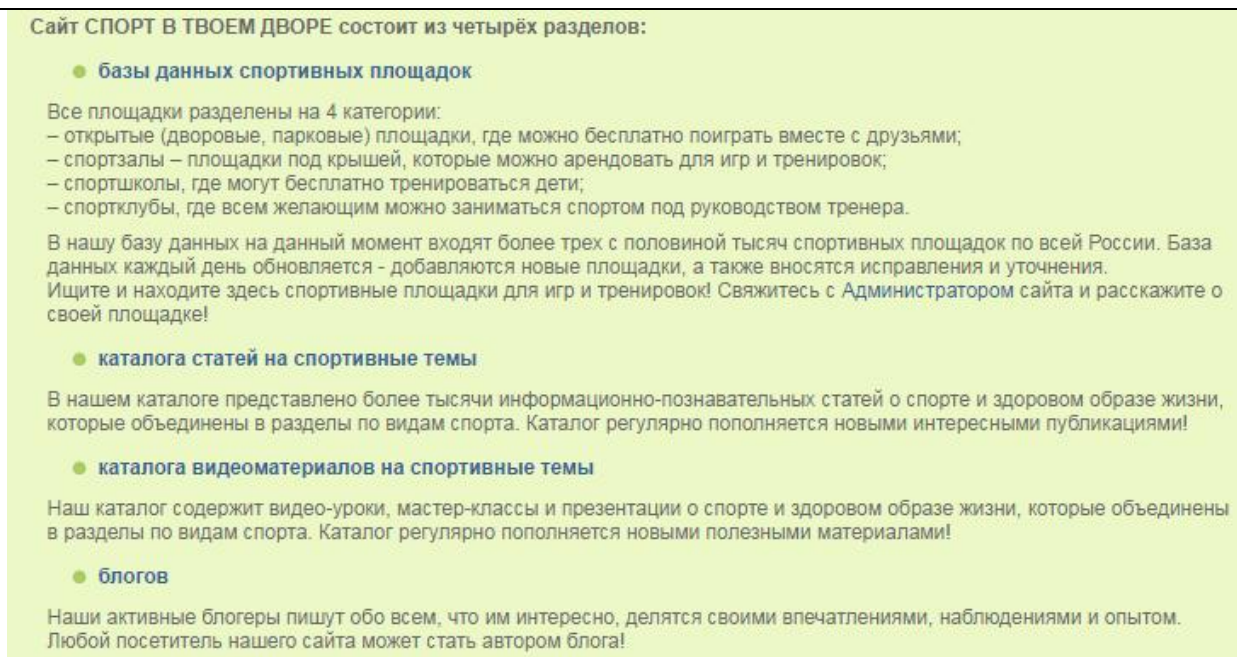 Сайт СПОРТ В ТВОЕМ ДВОРЕ состоит из четырёх разделов:
базы данных спортивных площадок
Все площадки разделены на 4 категории:
– открытые (дворовые, парковые) площадки, где можно бесплатно поиграть вместе с друзьями;
– спортзалы – площадки под крышей, которые можно арендовать для игр и тренировок;
– спортшколы, где могут бесплатно тренироваться дети;
– спортклубы, где всем желающим можно заниматься спортом под руководством тренера.
В нашу базу данных на данный момент входят более трех с половиной тысяч спортивных площадок по всей России. База
данных каждый день обновляется - добавляются новые площадки, а также вносятся исправления и уточнения.
Ищите и находите здесь спортивные площадки для игр и тренировок! Свяжитесь с Администратором сайта и расскажите о
своей площадке!
каталога статей на спортивные темы
В нашем каталоге представлено более тысячи информационно-познавательных статей о спорте и здоровом образе жизни,
которые объединены в разделы по видам спорта. Каталог регулярно пополняется новыми интересными публикациями!
каталога видеоматериалов на спортивные темы
Наш каталог содержит видео-уроки, мастер-классы и презентации о спорте и здоровом образе жизни, которые объединены
в разделы по видам спорта. Каталог регулярно пополняется новыми полезными материалами!
блогов
Наши активные блогеры пишут обо всем, что им интересно, делятся своими впечатлениями, наблюдениями и опытом.
Любой посетитель нашего сайта может стать автором блога!